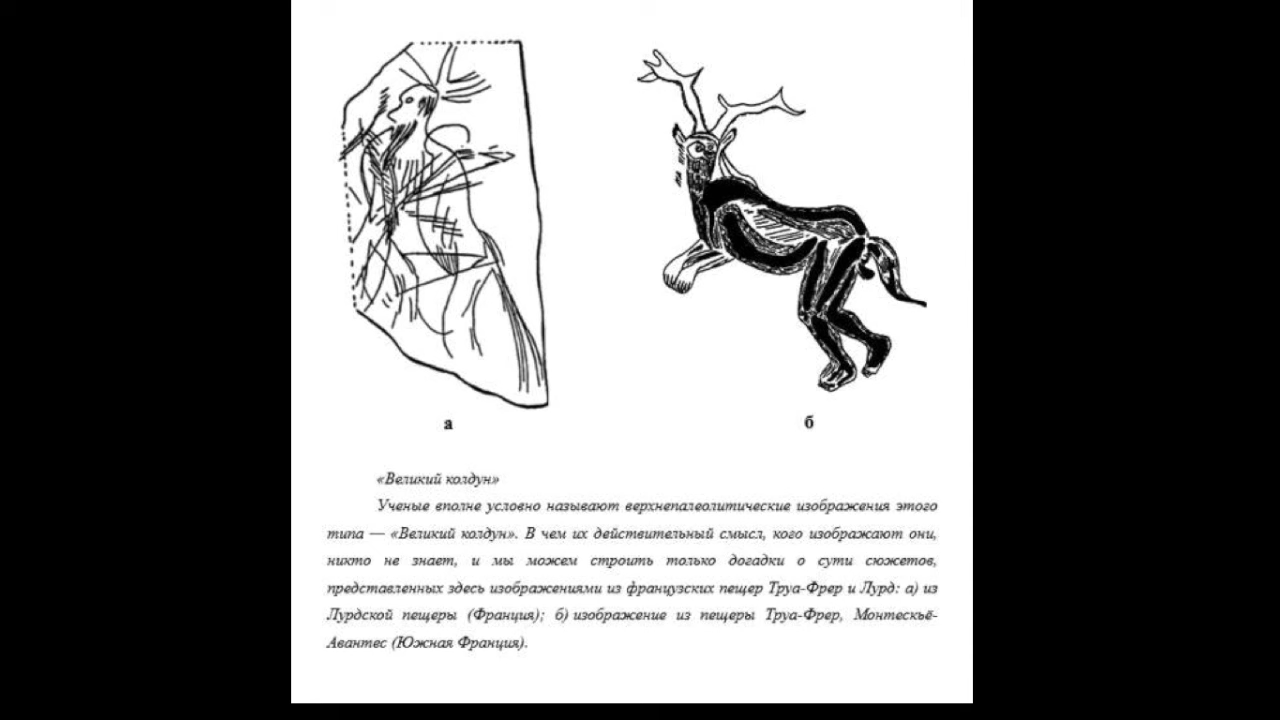 а
б
«Великий колдун»
Ученые вполне условно называют верхнепалеолитические изображения этого
типа — «Великий колдун». В чем их действительный смысл, кого изображают они,
никто не знает, и мы можем строить только догадки о сути сюжетов,
представленных здесь изображениями из французских пещер Труа-Фрер и Лурд: а) из
Лурдской пещеры (Франция); б) изображение из пещеры Труа-Фрер, Монтескьё-
Авантес (Южная Франция).